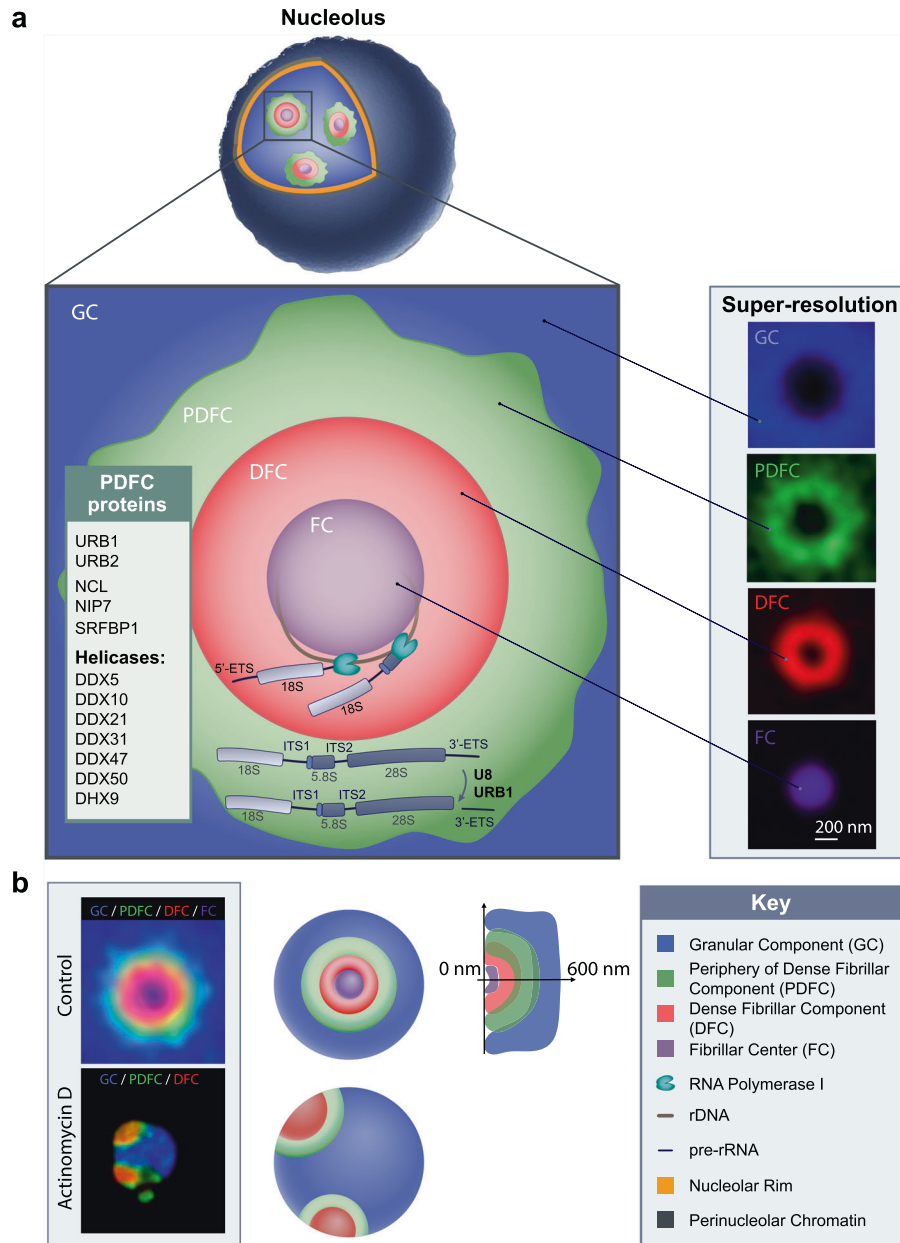 a
Nucleolus
GC
PDFC
DFC
FC
PDFC
proteins
URB1
URB2
NCL
NIP7
SRFBP1
Helicases:
DDX5
DDX10
DDX21
DDX31
DDX47
DDX50
DHX9
5'-ETS
18S
18S
ITS1
ITS2
3'-ETS
18S
5.8S
28S
U8
URB1
ITS1
ITS2
18S
5.8S
28S
3'-ETS
Super-resolution
GC
PDFC
DFC
FC
200 nm
b
Control
GC / PDFC / DFC / FC
Actinomycin D
GC / PDFC / DFC
0 nm
600 nm
Key
Granular Component (GC)
Periphery of Dense Fibrillar
Component (PDFC)
Dense Fibrillar Component
(DFC)
Fibrillar Center (FC)
RNA Polymerase I
rDNA
pre-rRNA
Nucleolar Rim
Perinucleolar Chromatin